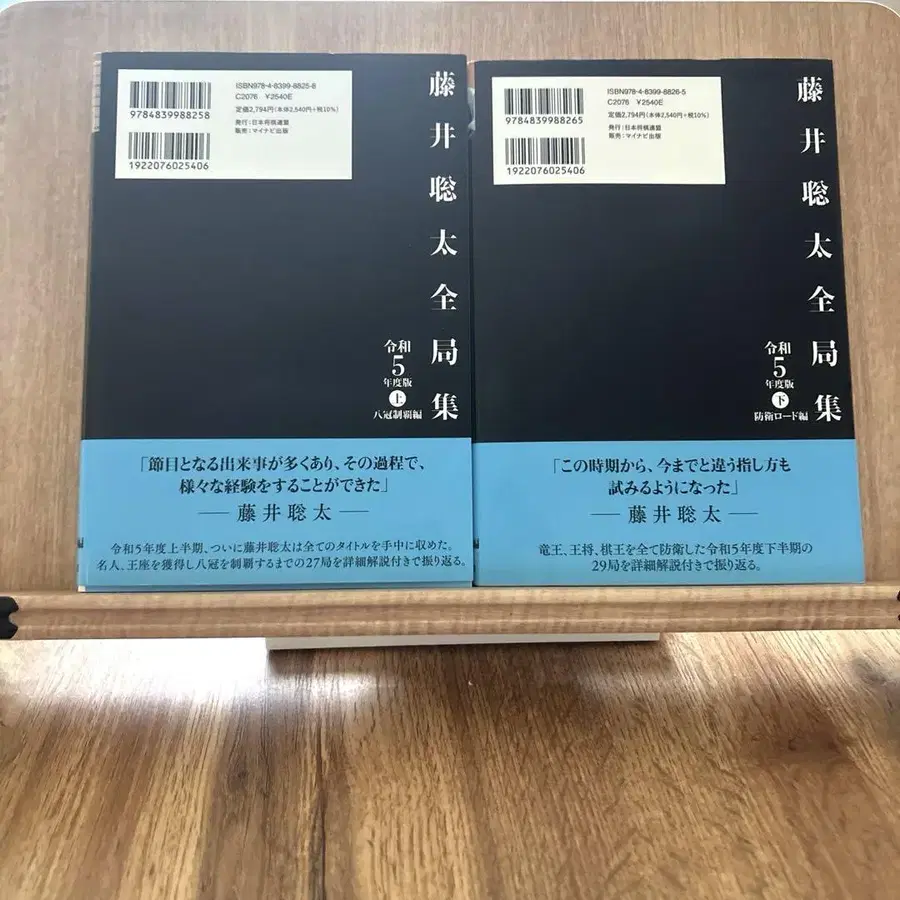 ISBN978-4-8399-8825-8
C2076 ¥2540E
定価2,794円(本体2,540円+税10%)
発行:日本将棋連盟
販売:マイナビ出版
9784839988258
1922076025406
藤井聡太全局集
令和5年度版
上
八冠制覇編
「節目となる出来事が多くあり、その過程で、
様々な経験をすることができた」
― 藤井聡太 ―
令和5年度上半期、ついに藤井聡太は全てのタイトルを手中に収めた。
名人、王座を獲得し八冠を制覇するまでの27局を詳細解説付きで振り返る。
ISBN978-4-8399-8826-5
C2076 ¥2540E
定価2,794円(本体2,540円+税10%)
発行:日本将棋連盟
販売:マイナビ出版
9784839988265
1922076025406
藤井聡太全局集
令和5年度版
下
防衛ロード編
「この時期から、今までと違う指し方も
試みるようになった」
― 藤井聡太 ―
竜王、王将、棋王を全て防衛した令和5年度下半期の
29局を詳細解説付きで振り返る。